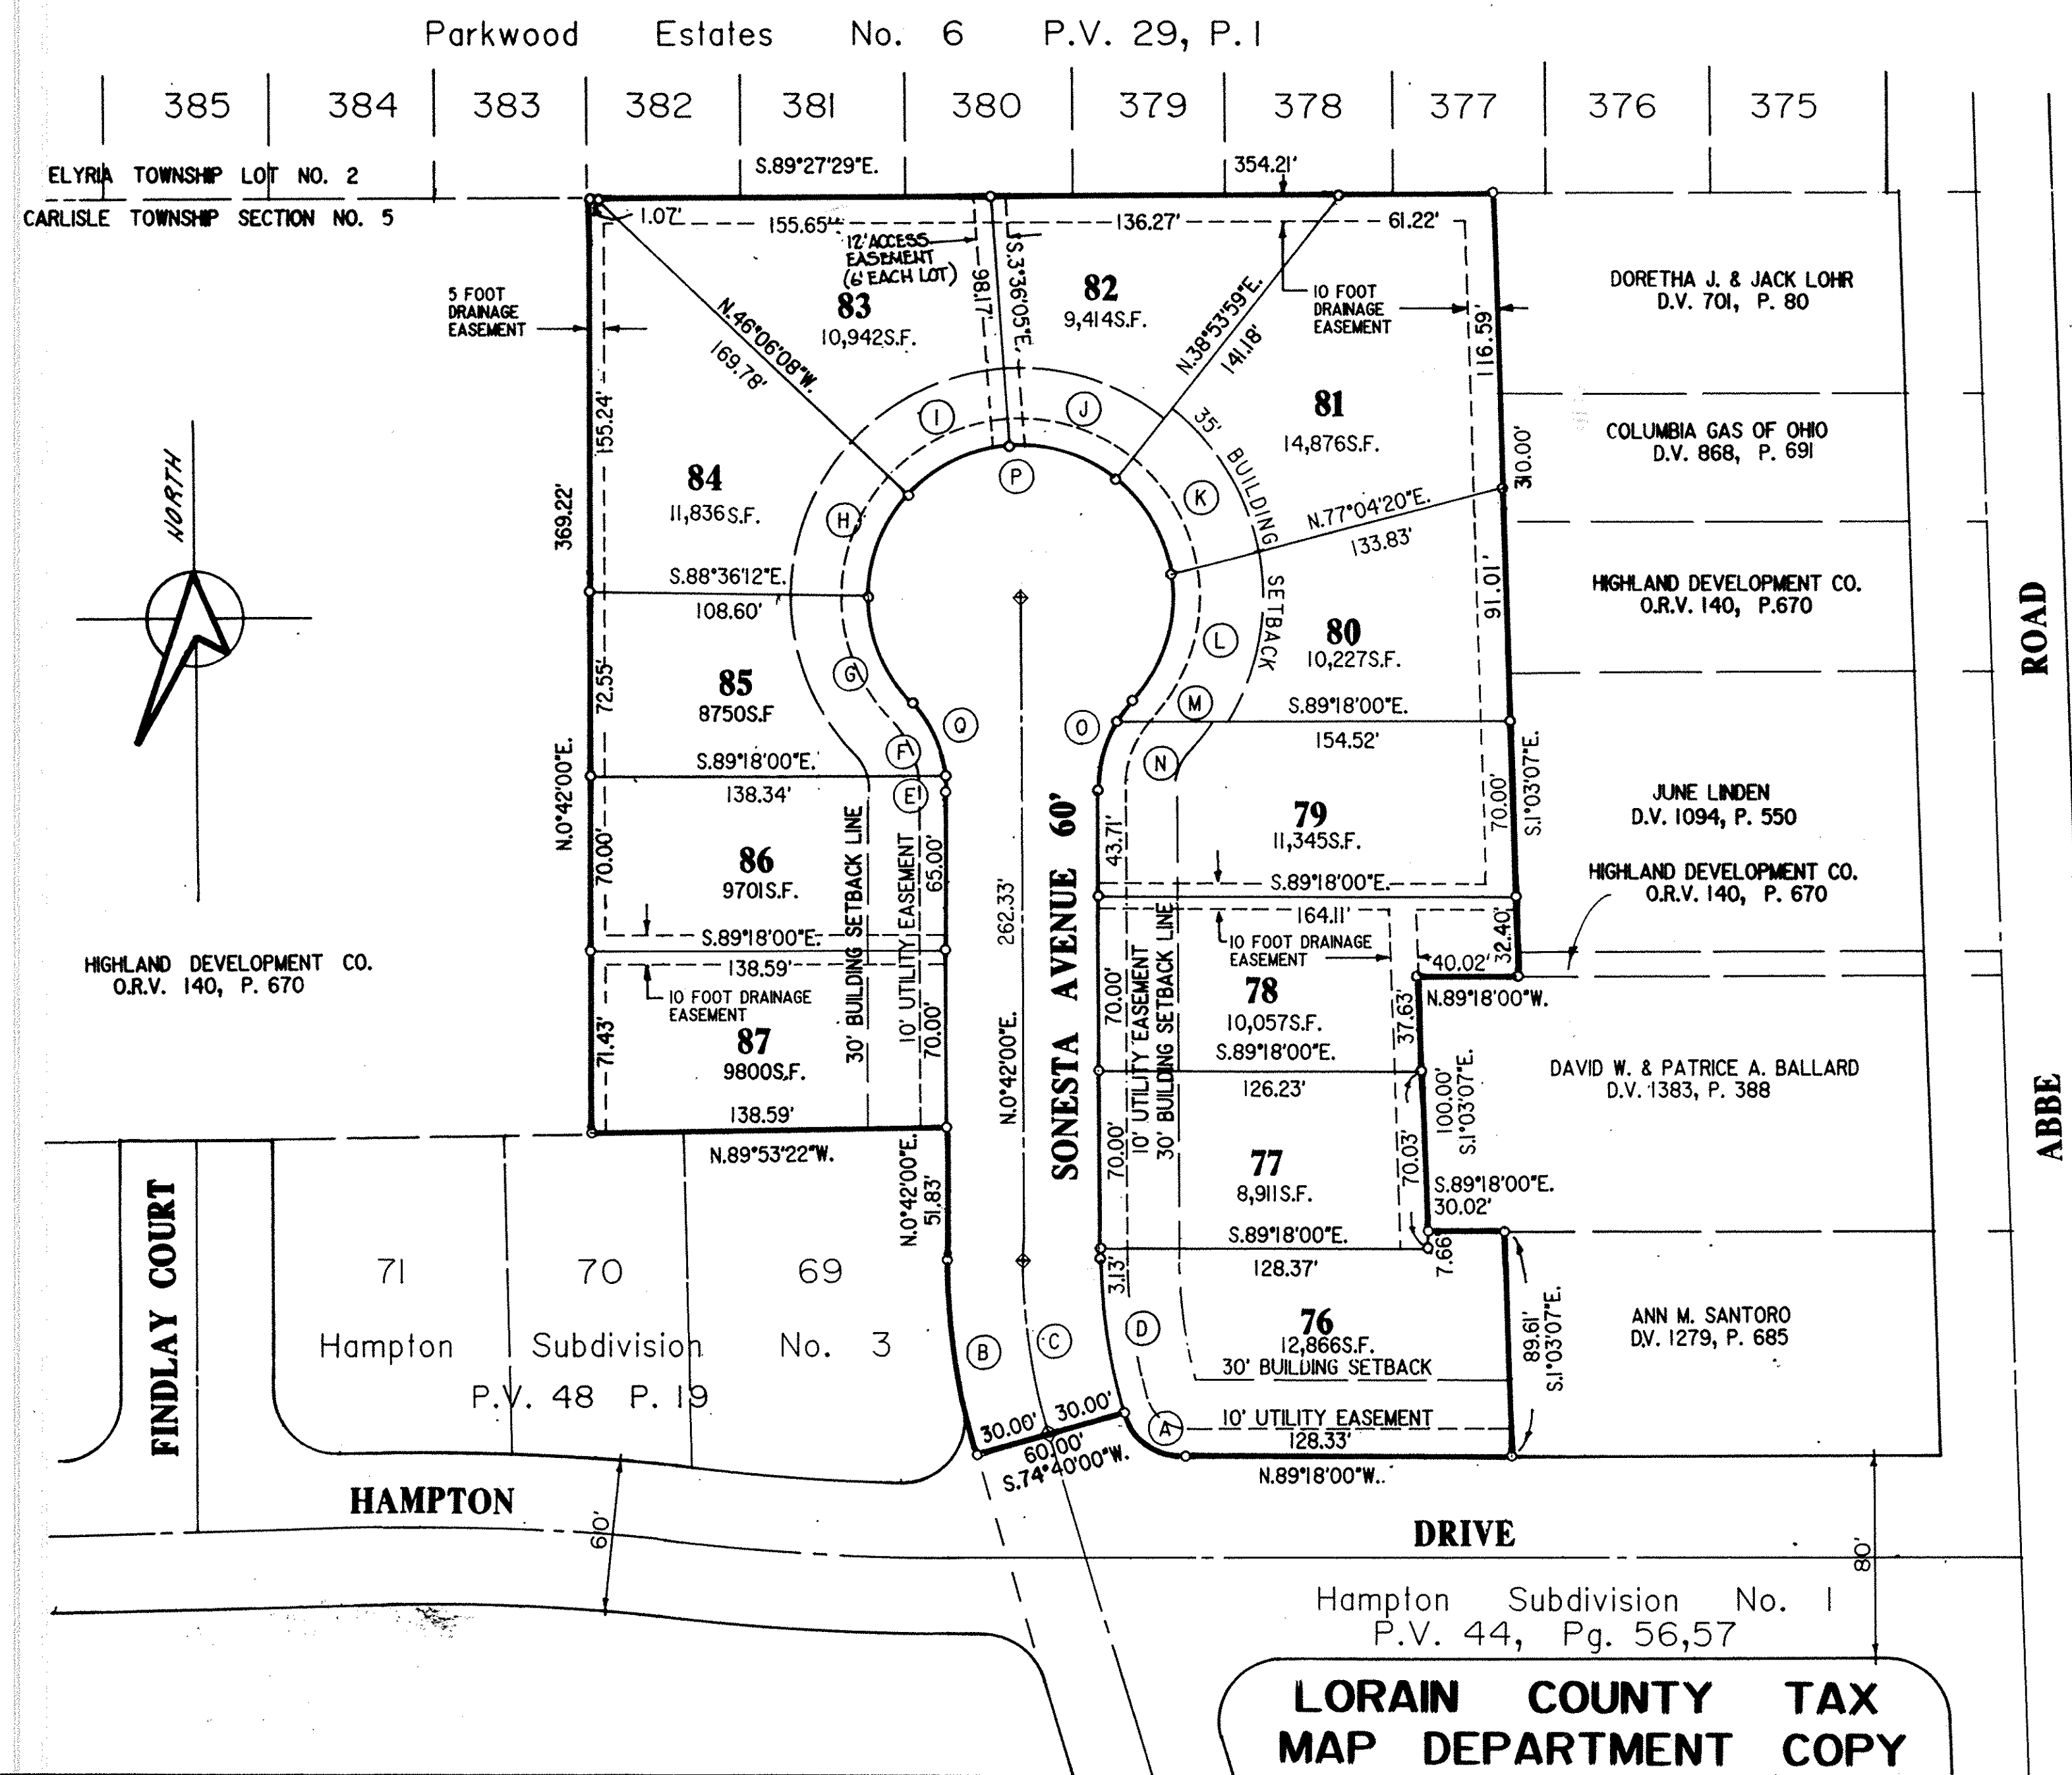 Parkwood Estates No. 6 P.V. 29, P.1
385 384 383 382 381 380 379 378 377 376 375
ELYRIA TOWNSHIP LOT NO. 2
CARLISLE TOWNSHIP SECTION NO. 5
S.89°27'29"E.
354.21'
1.07'
155.65'
136.27'
61.22'
12' ACCESS
EASEMENT
(6' EACH LOT)
98.17'
S.3°36'05"E.
5 FOOT
DRAINAGE
EASEMENT
83
10,942S.F.
82
9,414S.F.
N.46°06'08"W.
169.78'
N.38°53'59"E.
141.18'
10 FOOT
DRAINAGE
EASEMENT
116.59'
DORETHA J. & JACK LOHR
D.V. 701, P. 80
155.24'
I
J
35' BUILDING SETBACK
81
14,876S.F.
310.00'
COLUMBIA GAS OF OHIO
D.V. 868, P. 691
NORTH
84
11,836S.F.
H
P
K
369.22'
N.77°04'20"E.
133.83'
S.88°36'12"E.
108.60'
91.01'
HIGHLAND DEVELOPMENT CO.
O.R.V. 140, P.670
ROAD
L
80
10,227S.F.
72.55'
85
8750S.F
G
M
S.89°18'00"E.
154.52'
Q
O
F
N
S.89°18'00"E.
138.34'
E
N.0°42'00"E.
S.1°03'07"E.
70.00'
JUNE LINDEN
D.V. 1094, P. 550
79
11,345S.F.
43.71'
86
9701S.F.
70.00'
65.00'
30' BUILDING SETBACK LINE
10' UTILITY EASEMENT
262.33'
SONESTA AVENUE 60'
S.89°18'00"E.
164.11'
HIGHLAND DEVELOPMENT CO.
O.R.V. 140, P. 670
S.89°18'00"E.
138.59'
10 FOOT DRAINAGE
EASEMENT
10 FOOT DRAINAGE
EASEMENT
32.40'
40.02'
N.89°18'00"W.
HIGHLAND DEVELOPMENT CO.
O.R.V. 140, P. 670
78
10,057S.F.
70.00'
10' UTILITY EASEMENT
30' BUILDING SETBACK LINE
37.63'
87
9800S.F.
71.43'
70.00'
N.0°42'00"E.
S.89°18'00"E.
126.23'
100.00'
S.1°03'07"E.
DAVID W. & PATRICE A. BALLARD
D.V. 1383, P. 388
ABBE
138.59'
N.89°53'22"W.
N.0°42'00"E.
51.83'
70.00'
77
8,911S.F.
70.03'
S.89°18'00"E.
30.02'
S.89°18'00"E.
128.37'
7.66'
FINDLAY COURT
71 70 69
3.13'
Hampton Subdivision No. 3
P.V. 48 P. 19
B
C
D
76
12,866S.F.
30' BUILDING SETBACK
89.61'
S.1°03'07"E.
ANN M. SANTORO
D.V. 1279, P. 685
30.00' 30.00'
60.00'
S.74°40'00"W.
A
10' UTILITY EASEMENT
128.33'
N.89°18'00"W.
HAMPTON
60'
DRIVE
80'
Hampton Subdivision No. 1
P.V. 44, Pg. 56,57
LORAIN COUNTY TAX
MAP DEPARTMENT COPY